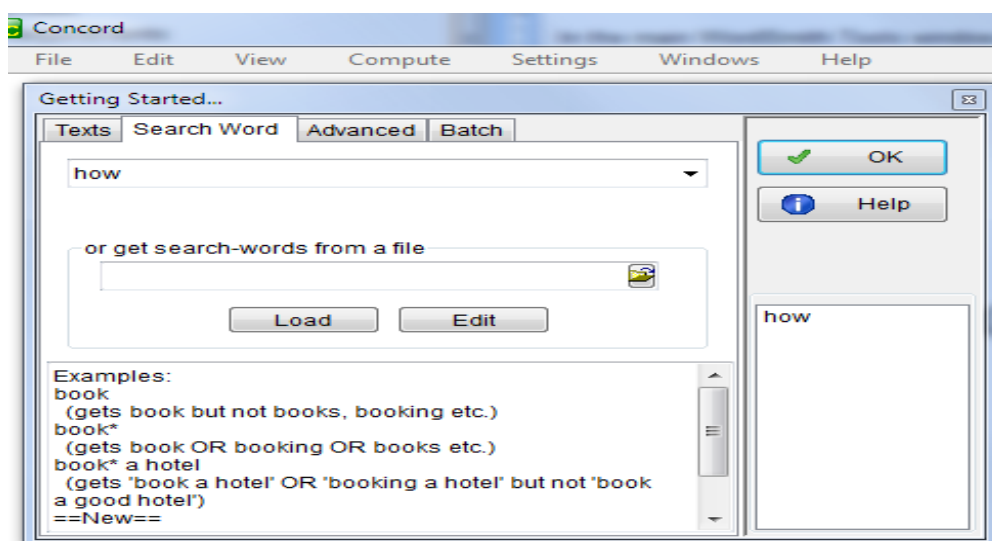 Concord
File Edit View Compute Settings Windows Help
Getting Started...
Texts Search Word Advanced Batch
how
OK
Help
or get search-words from a file
Load Edit
how
Examples:
book
(gets book but not books, booking etc.)
book*
(gets book OR booking OR books etc.)
book* a hotel
(gets 'book a hotel' OR 'booking a hotel' but not 'book
a good hotel')
==New==